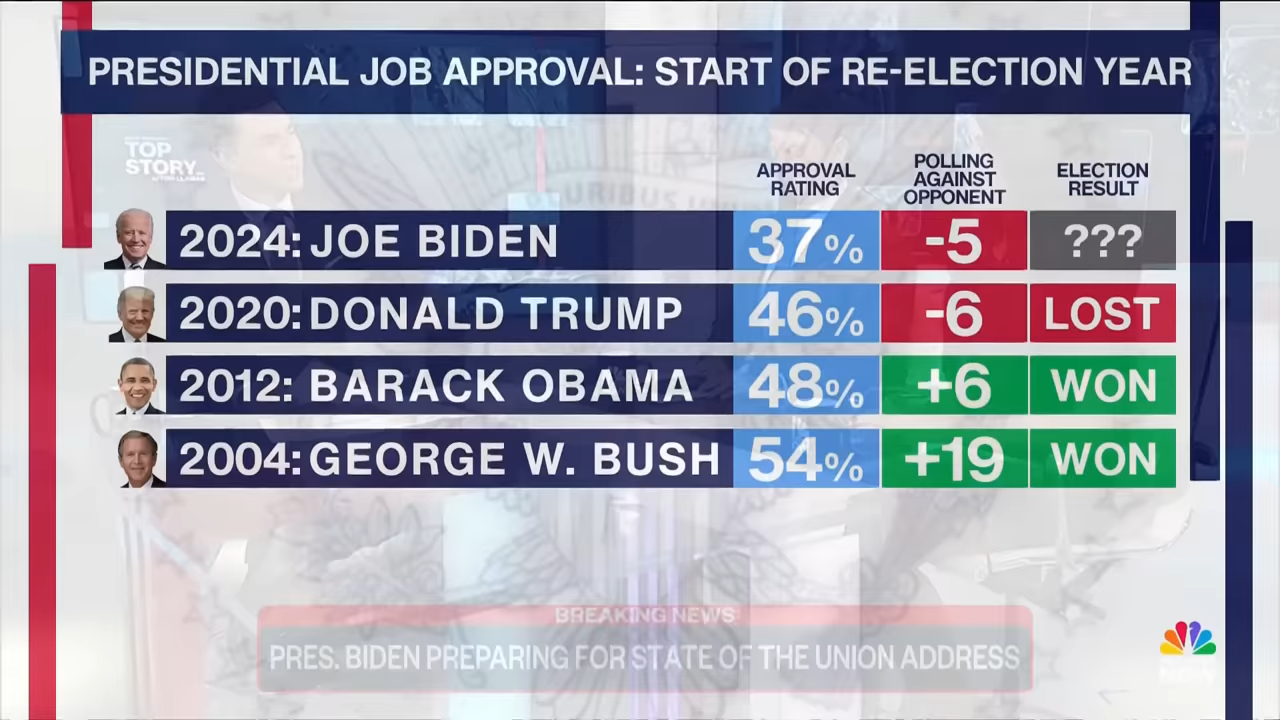 PRESIDENTIAL JOB APPROVAL: START OF RE-ELECTION YEAR
TOP
STORY
APPROVAL RATING
POLLING AGAINST OPPONENT
ELECTION RESULT
2024: JOE BIDEN 37% -5 ???
2020: DONALD TRUMP 46% -6 LOST
2012: BARACK OBAMA 48% +6 WON
2004: GEORGE W. BUSH 54% +19 WON
BREAKING NEWS
PRES. BIDEN PREPARING FOR STATE OF THE UNION ADDRESS
NOW